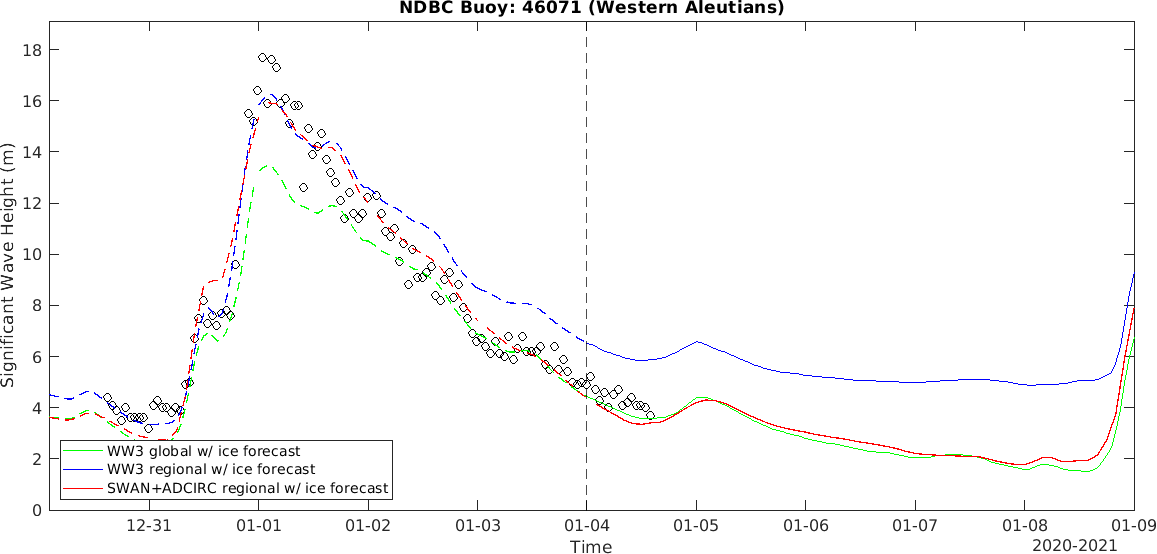 NDBC Buoy: 46071 (Western Aleutians)
18
16
14
12
10
8
6
4
2
0
Significant Wave Height (m)
WW3 global w/ ice forecast
WW3 regional w/ ice forecast
SWAN+ADCIRC regional w/ ice forecast
12-31 01-01 01-02 01-03 01-04 01-05 01-06 01-07 01-08 01-09
Time
2020-2021